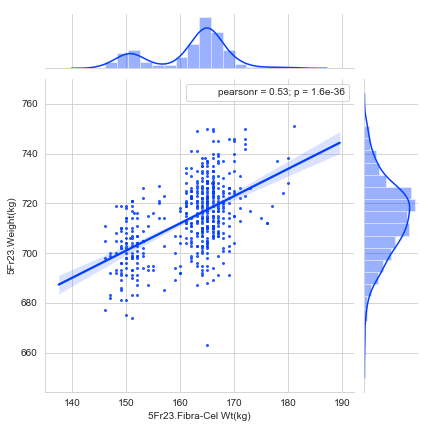 pearsonr = 0.53; p = 1.6e-36
760
740
720
700
680
660
5Fr23.Weight(kg)
140 150 160 170 180 190
5Fr23.Fibra-Cel Wt(kg)